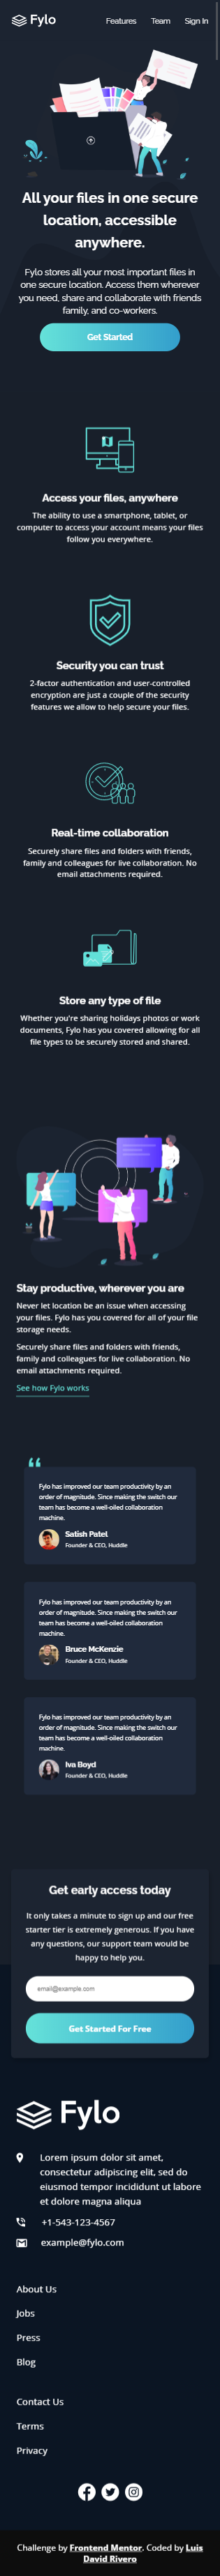 Fylo
Features Team Sign In
All your files in one secure
location, accessible
anywhere.
Fylo stores all your most important files in
one secure location. Access them wherever
you need, share and collaborate with friends
family, and co-workers.
Get Started
Access your files, anywhere
The ability to use a smartphone, tablet, or
computer to access your account means your files
follow you everywhere.
Security you can trust
2-factor authentication and user-controlled
encryption are just a couple of the security
features we allow to help secure your files.
Real-time collaboration
Securely share files and folders with friends,
family and colleagues for live collaboration. No
email attachments required.
Store any type of file
Whether you're sharing holidays photos or work
documents, Fylo has you covered allowing for all
file types to be securely stored and shared.
Stay productive, wherever you are
Never let location be an issue when accessing
your files. Fylo has you covered for all of your file
storage needs.
Securely share files and folders with friends,
family and colleagues for live collaboration. No
email attachments required.
See how Fylo works
Fylo has improved our team productivity by an
order of magnitude. Since making the switch our
team has become a well-oiled collaboration
machine.
Satish Patel
Founder & CEO, Huddle
Fylo has improved our team productivity by an
order of magnitude. Since making the switch our
team has become a well-oiled collaboration
machine.
Bruce McKenzie
Founder & CEO, Huddle
Fylo has improved our team productivity by an
order of magnitude. Since making the switch our
team has become a well-oiled collaboration
machine.
Iva Boyd
Founder & CEO, Huddle
Get early access today
It only takes a minute to sign up and our free
starter tier is extremely generous. If you have
any questions, our support team would be
happy to help you.
email@example.com
Get Started For Free
Fylo
Lorem ipsum dolor sit amet,
consectetur adipiscing elit, sed do
eiusmod tempor incididunt ut labore
et dolore magna aliqua
+1-543-123-4567
example@fylo.com
About Us
Jobs
Press
Blog
Contact Us
Terms
Privacy
Challenge by Frontend Mentor. Coded by Luis
David Rivero